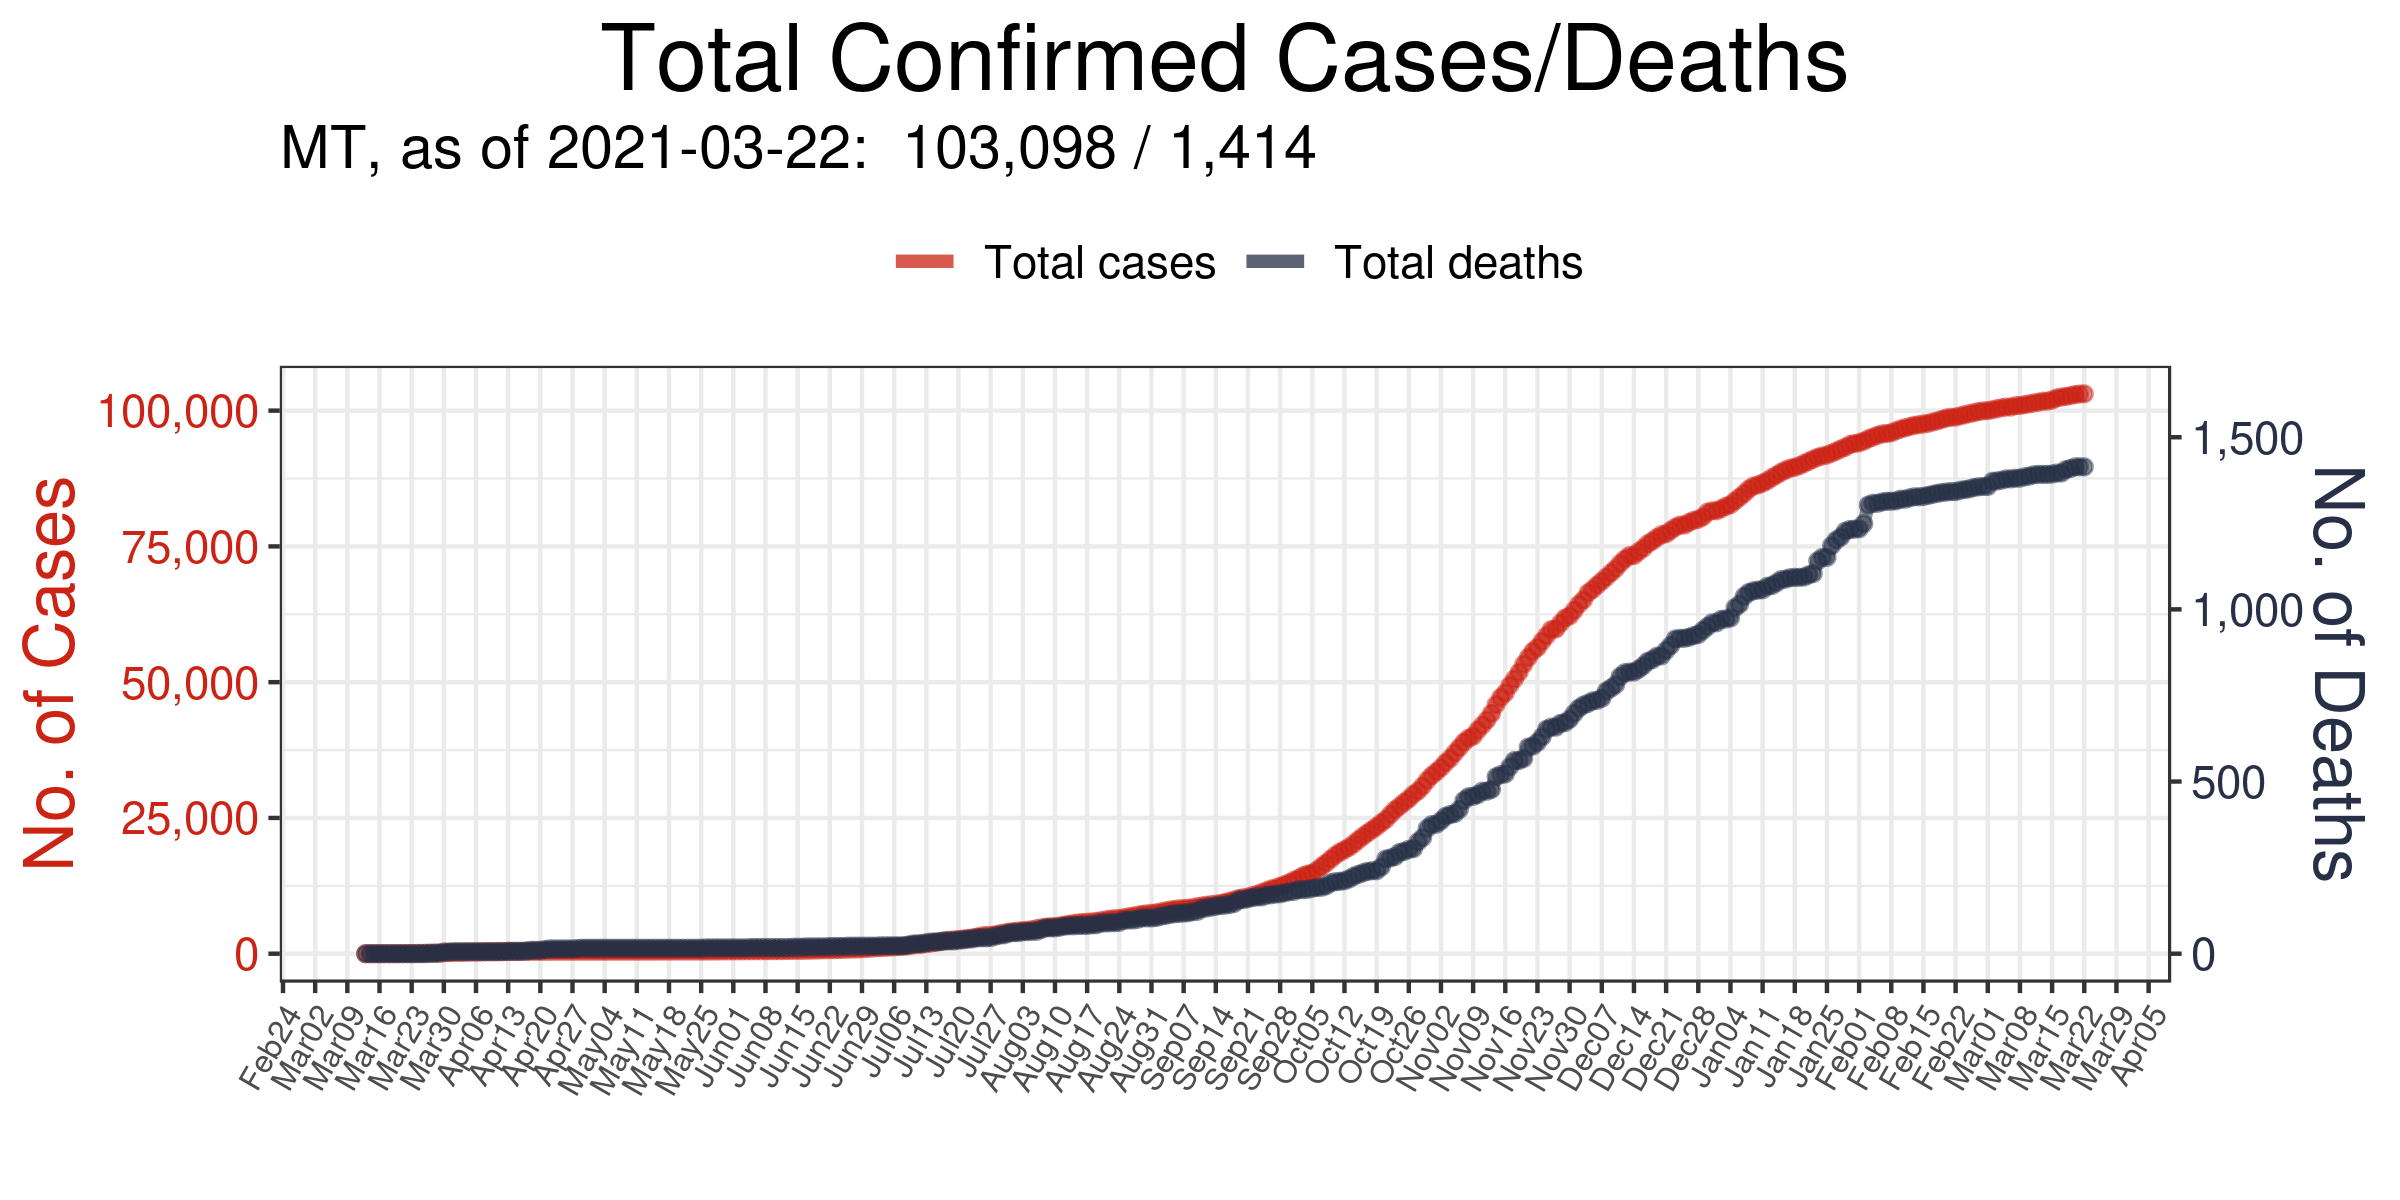 Total Confirmed Cases/Deaths
MT, as of 2021-03-22:  103,098 / 1,414
Total cases
Total deaths
No. of Cases
100,000
75,000
50,000
25,000
0
1,500
1,000
500
0
No. of Deaths
Feb24
Mar02
Mar09
Mar16
Mar23
Mar30
Apr06
Apr13
Apr20
Apr27
May04
May11
May18
May25
Jun01
Jun08
Jun15
Jun22
Jun29
Jul06
Jul13
Jul20
Jul27
Aug03
Aug10
Aug17
Aug24
Aug31
Sep07
Sep14
Sep21
Sep28
Oct05
Oct12
Oct19
Oct26
Nov02
Nov09
Nov16
Nov23
Nov30
Dec07
Dec14
Dec21
Dec28
Jan04
Jan11
Jan18
Jan25
Feb01
Feb08
Feb15
Feb22
Mar01
Mar08
Mar15
Mar22
Mar29
Apr05